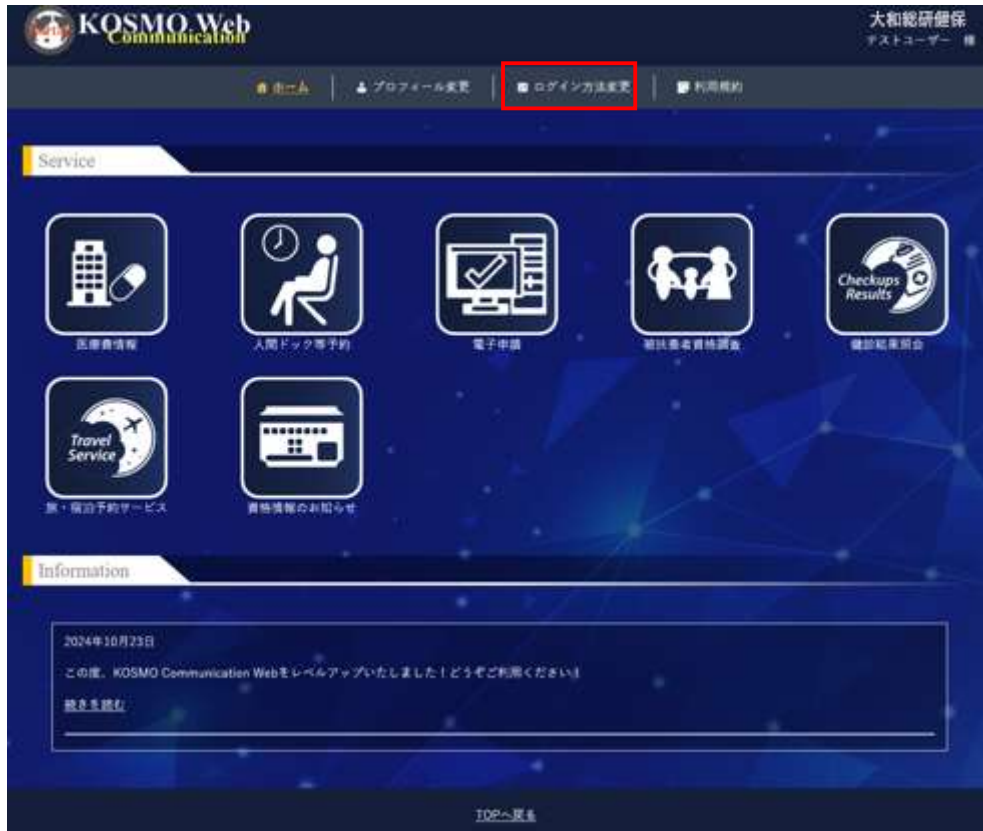 KOSMO Web
Communication
大和総研健保
テストユーザー 様
ホーム
プロフィール変更
ログイン方法変更
利用規約
Service
医療費情報
人間ドック等予約
電子申請
被扶養者資格調査
Checkups
Results
健診結果照会
Travel
Service
旅・宿泊予約サービス
資格情報のお知らせ
Information
2024年10月23日
この度、KOSMO Communication Webをレベルアップいたしました！どうぞご利用ください！
続きを読む
TOPへ戻る